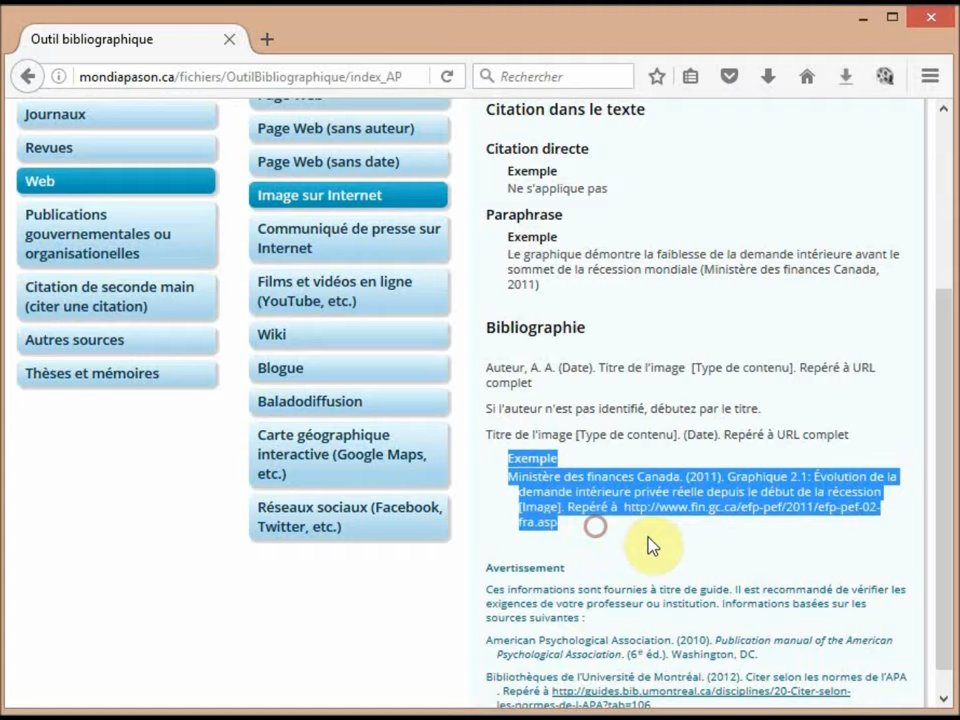 Outil bibliographique
mondiapason.ca/fichiers/OutilBibliographique/index_AP
Rechercher
Journaux
Revues
Web
Publications
gouvernementales ou
organisationelles
Citation de seconde main
(citer une citation)
Autres sources
Thèses et mémoires
Page Web
Page Web (sans auteur)
Page Web (sans date)
Image sur Internet
Communiqué de presse sur
Internet
Films et vidéos en ligne
(YouTube, etc.)
Wiki
Blogue
Baladodiffusion
Carte géographique
interactive (Google Maps,
etc.)
Réseaux sociaux (Facebook,
Twitter, etc.)
Citation dans le texte
Citation directe
Exemple
Ne s'applique pas
Paraphrase
Exemple
Le graphique démontre la faiblesse de la demande intérieure avant le
sommet de la récession mondiale (Ministère des finances Canada,
2011)
Bibliographie
Auteur, A. A. (Date). Titre de l'image [Type de contenu]. Repéré à URL
complet
Si l'auteur n'est pas identifié, débutez par le titre.
Titre de l'image [Type de contenu]. (Date). Repéré à URL complet
Exemple
Ministère des finances Canada. (2011). Graphique 2.1: Évolution de la
demande intérieure privée réelle depuis le début de la récession
[Image]. Repéré à http://www.fin.gc.ca/efp-pef/2011/efp-pef-02-
fra.asp
Avertissement
Ces informations sont fournies à titre de guide. Il est recommandé de vérifier les
exigences de votre professeur ou institution. Informations basées sur les
sources suivantes :
American Psychological Association. (2010). Publication manual of the American
Psychological Association. (6e éd.). Washington, DC.
Bibliothèques de l'Université de Montréal. (2012). Citer selon les normes de l'APA
. Repéré à http://guides.bib.umontreal.ca/disciplines/20-Citer-selon-
les-normes-de-l-APA?tab=106